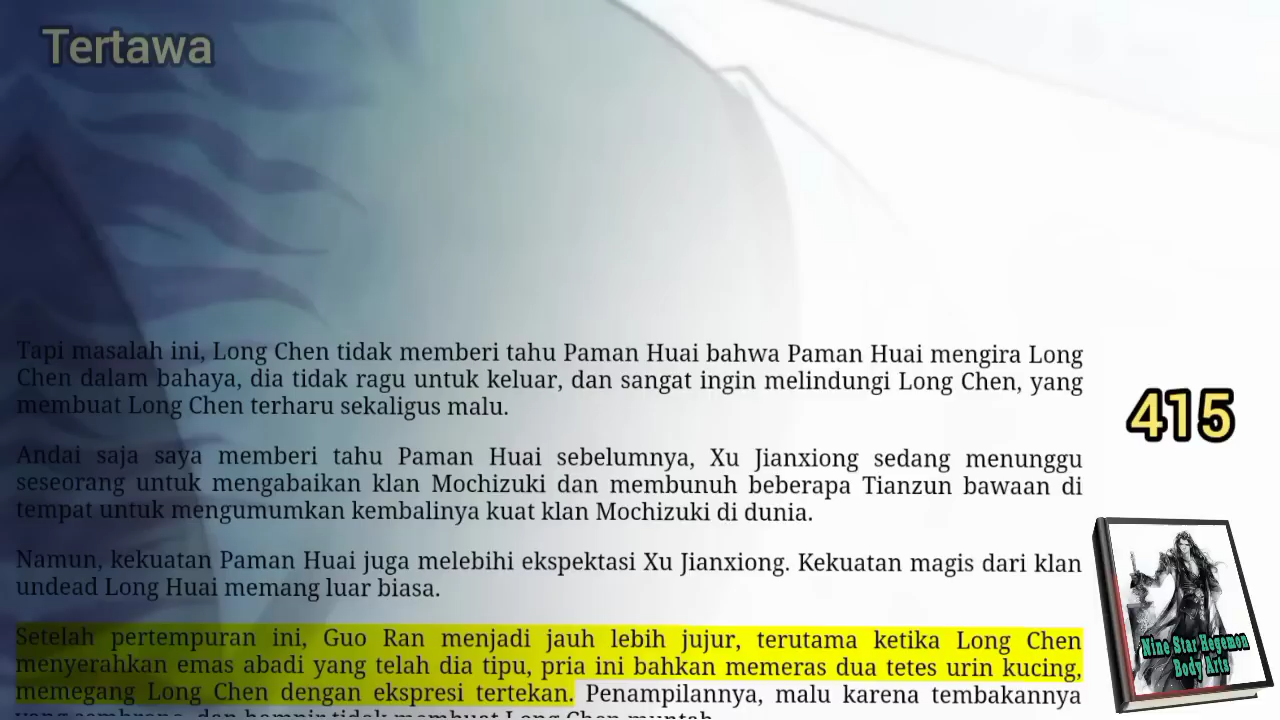 Tertawa
Tapi masalah ini, Long Chen tidak memberi tahu Paman Huai bahwa Paman Huai mengira Long
Chen dalam bahaya, dia tidak ragu untuk keluar, dan sangat ingin melindungi Long Chen, yang
membuat Long Chen terharu sekaligus malu.
Andai saja saya memberi tahu Paman Huai sebelumnya, Xu Jianxiong sedang menunggu
seseorang untuk mengabaikan klan Mochizuki dan membunuh beberapa Tianzun bawaan di
tempat untuk mengumumkan kembalinya kuat klan Mochizuki di dunia.
Namun, kekuatan Paman Huai juga melebihi ekspektasi Xu Jianxiong. Kekuatan magis dari klan
undead Long Huai memang luar biasa.
Setelah pertempuran ini, Guo Ran menjadi jauh lebih jujur, terutama ketika Long Chen
menyerahkan emas abadi yang telah dia tipu, pria ini bahkan memeras dua tetes urin kucing,
memegang Long Chen dengan ekspresi tertekan. Penampilannya, malu karena tembakannya
415
Nine Star Hegemon
Body Arts